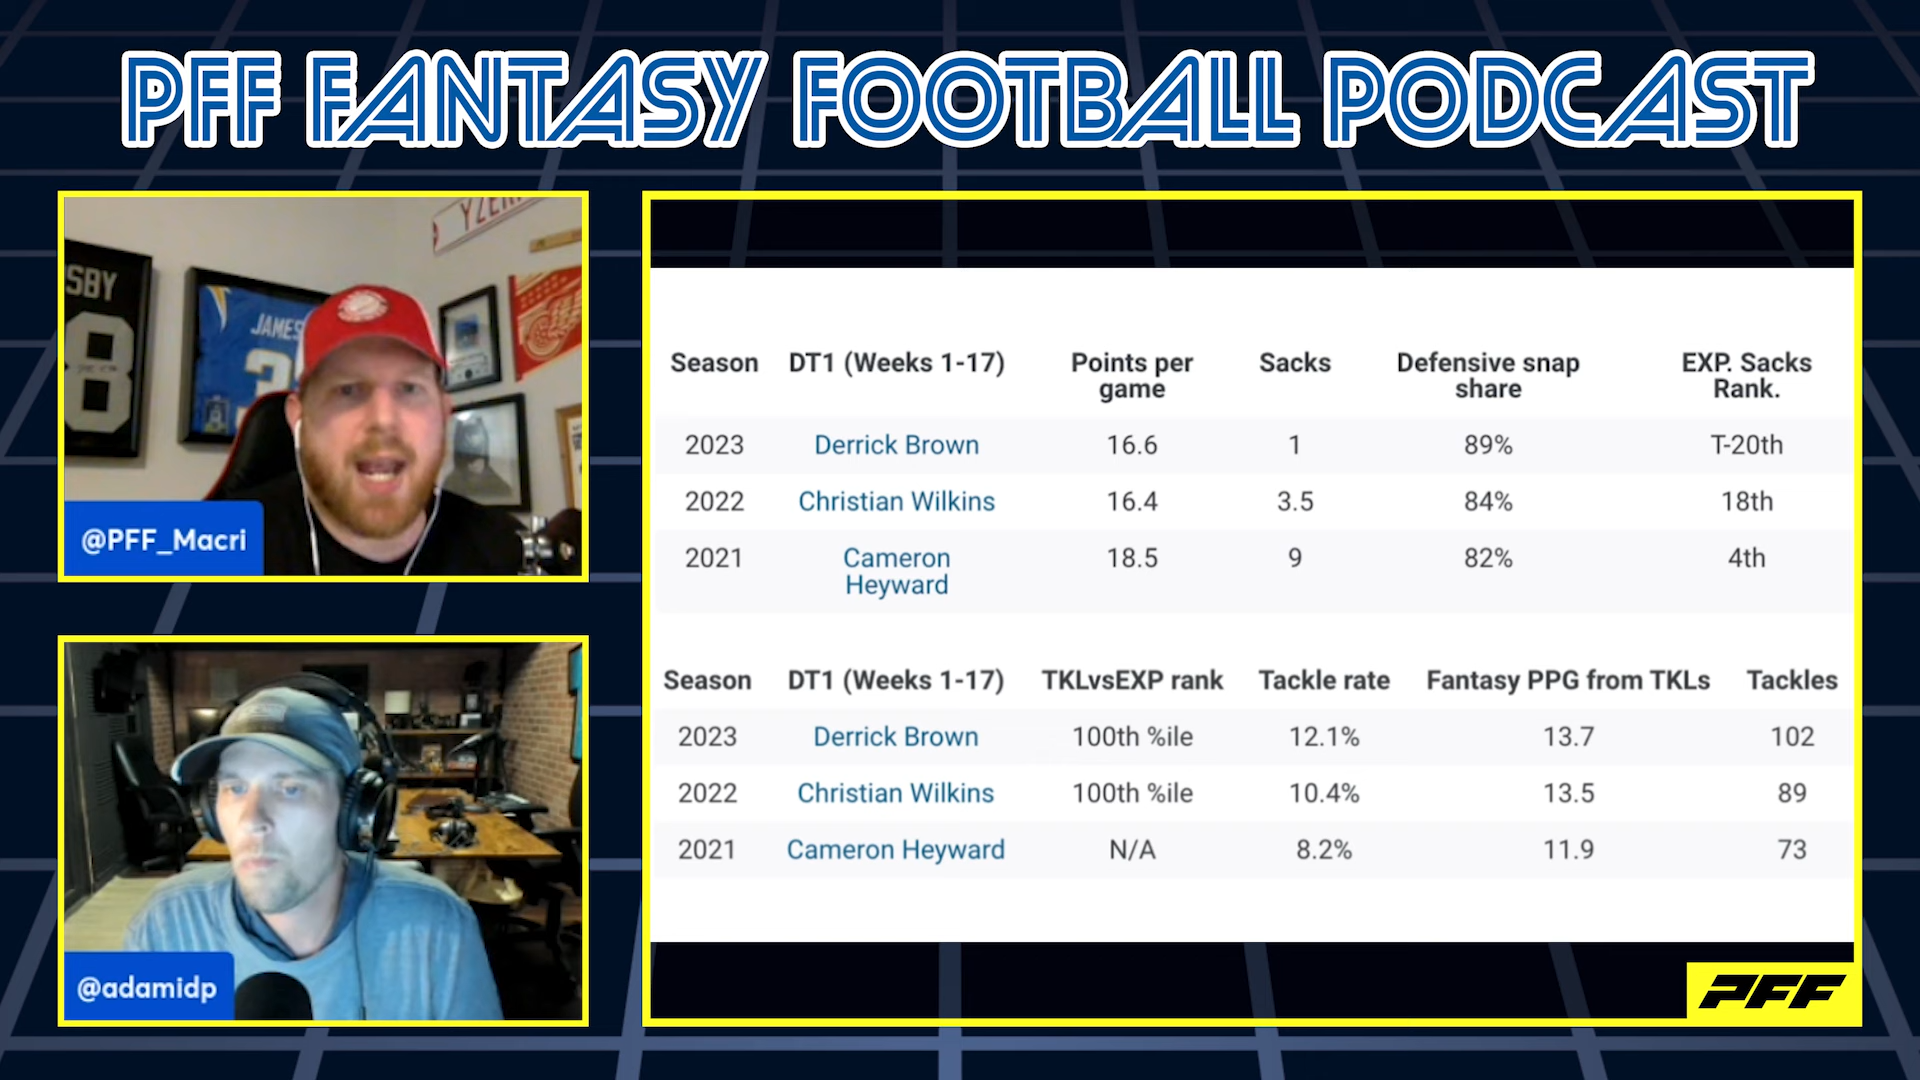 PFF FANTASY FOOTBALL PODCAST
YZER
SBY
8
JAMES
3
@PFF_Macri
@adamidp
Season DT1 (Weeks 1-17) Points per game Sacks Defensive snap share EXP. Sacks Rank.
2023 Derrick Brown 16.6 1 89% T-20th
2022 Christian Wilkins 16.4 3.5 84% 18th
2021 Cameron Heyward 18.5 9 82% 4th
Season DT1 (Weeks 1-17) TKLvsEXP rank Tackle rate Fantasy PPG from TKLs Tackles
2023 Derrick Brown 100th %ile 12.1% 13.7 102
2022 Christian Wilkins 100th %ile 10.4% 13.5 89
2021 Cameron Heyward N/A 8.2% 11.9 73
PFF